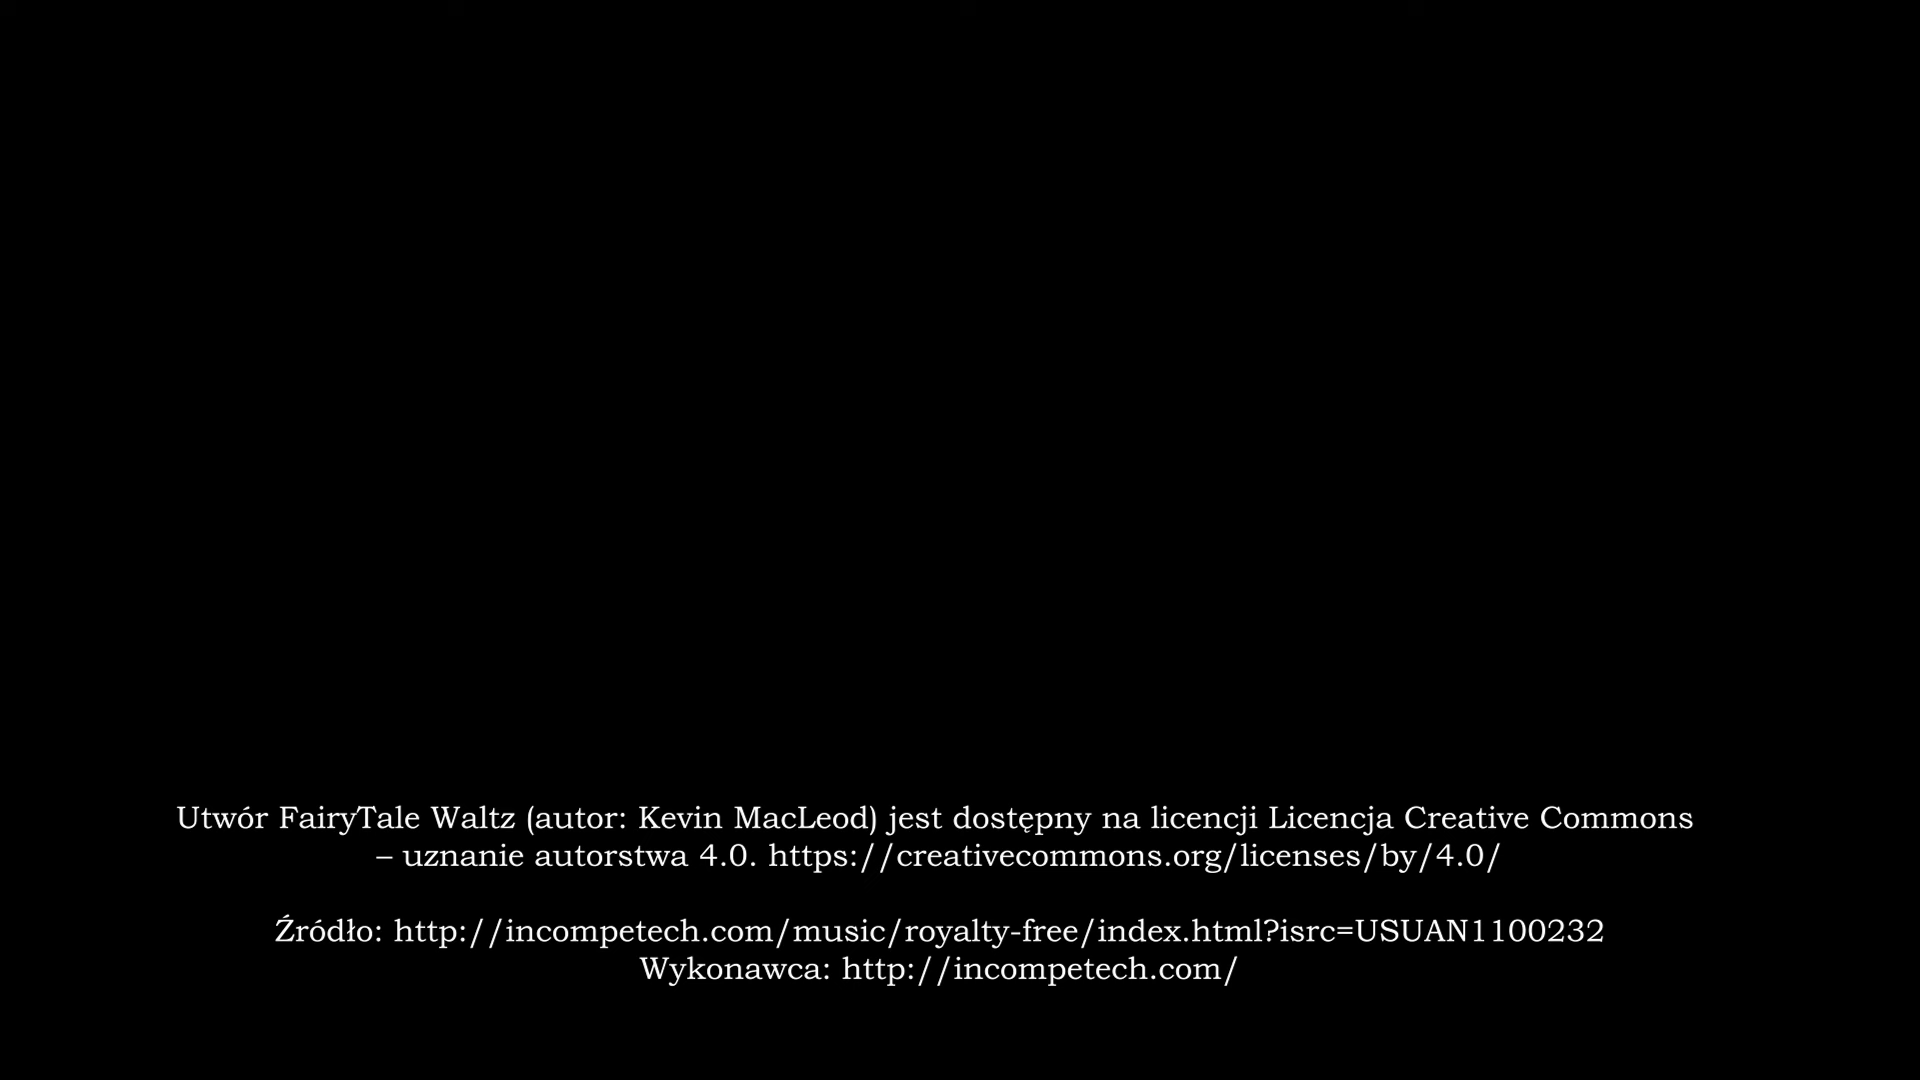 Utwór FairyTale Waltz (autor: Kevin MacLeod) jest dostępny na licencji Licencja Creative Commons
– uznanie autorstwa 4.0. https://creativecommons.org/licenses/by/4.0/
Źródło: http://incompetech.com/music/royalty-free/index.html?isrc=USUAN1100232
Wykonawca: http://incompetech.com/